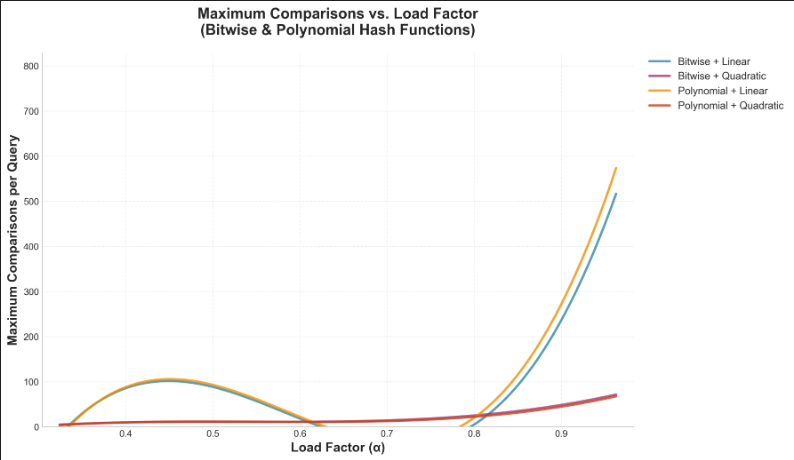 Maximum Comparisons vs. Load Factor
(Bitwise & Polynomial Hash Functions)
Bitwise + Linear
Bitwise + Quadratic
Polynomial + Linear
Polynomial + Quadratic
Maximum Comparisons per Query
800
700
600
500
400
300
200
100
0
0.4
0.5
0.6
0.7
0.8
0.9
Load Factor (α)